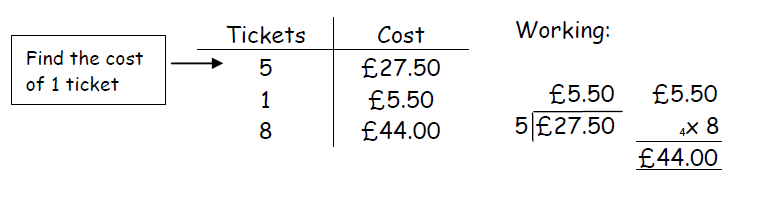 Find the cost
of 1 ticket
Tickets Cost
5 £27.50
1 £5.50
8 £44.00
Working:
£5.50
5 £27.50
£5.50
4x 8
£44.00